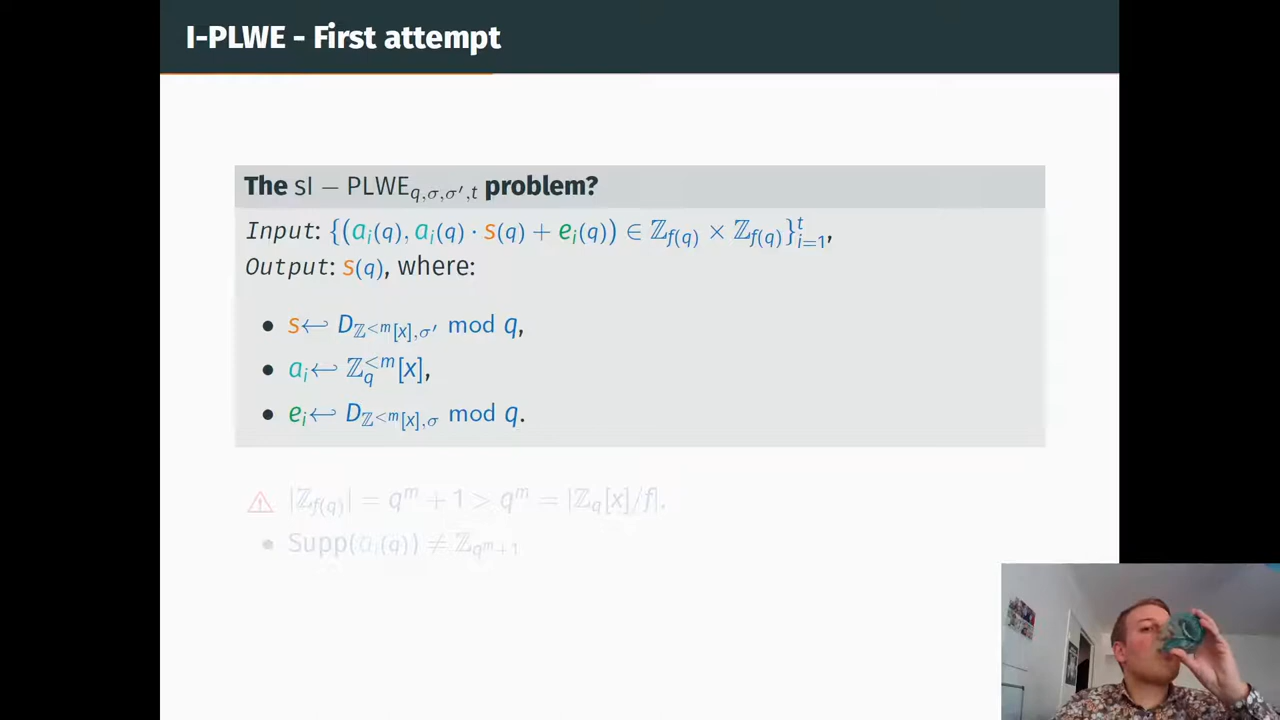 I-PLWE - First attempt
The sI − PLWE_{q,σ,σ′,t} problem?
Input: {(a_i(q), a_i(q) · s(q) + e_i(q)) ∈ ℤ_{f(q)} × ℤ_{f(q)}}_{i=1}^t,
Output: s(q), where:
• s ↩ D_{ℤ^{<m}[x],σ′} mod q,
• a_i ↩ ℤ_q^{<m}[x],
• e_i ↩ D_{ℤ^{<m}[x],σ} mod q.
⚠ |ℤ_{f(q)}| = q^m + 1 > q^m = |ℤ_q[x]/f|.
• Supp(a_i(q)) ≠ ℤ_{q^m+1}